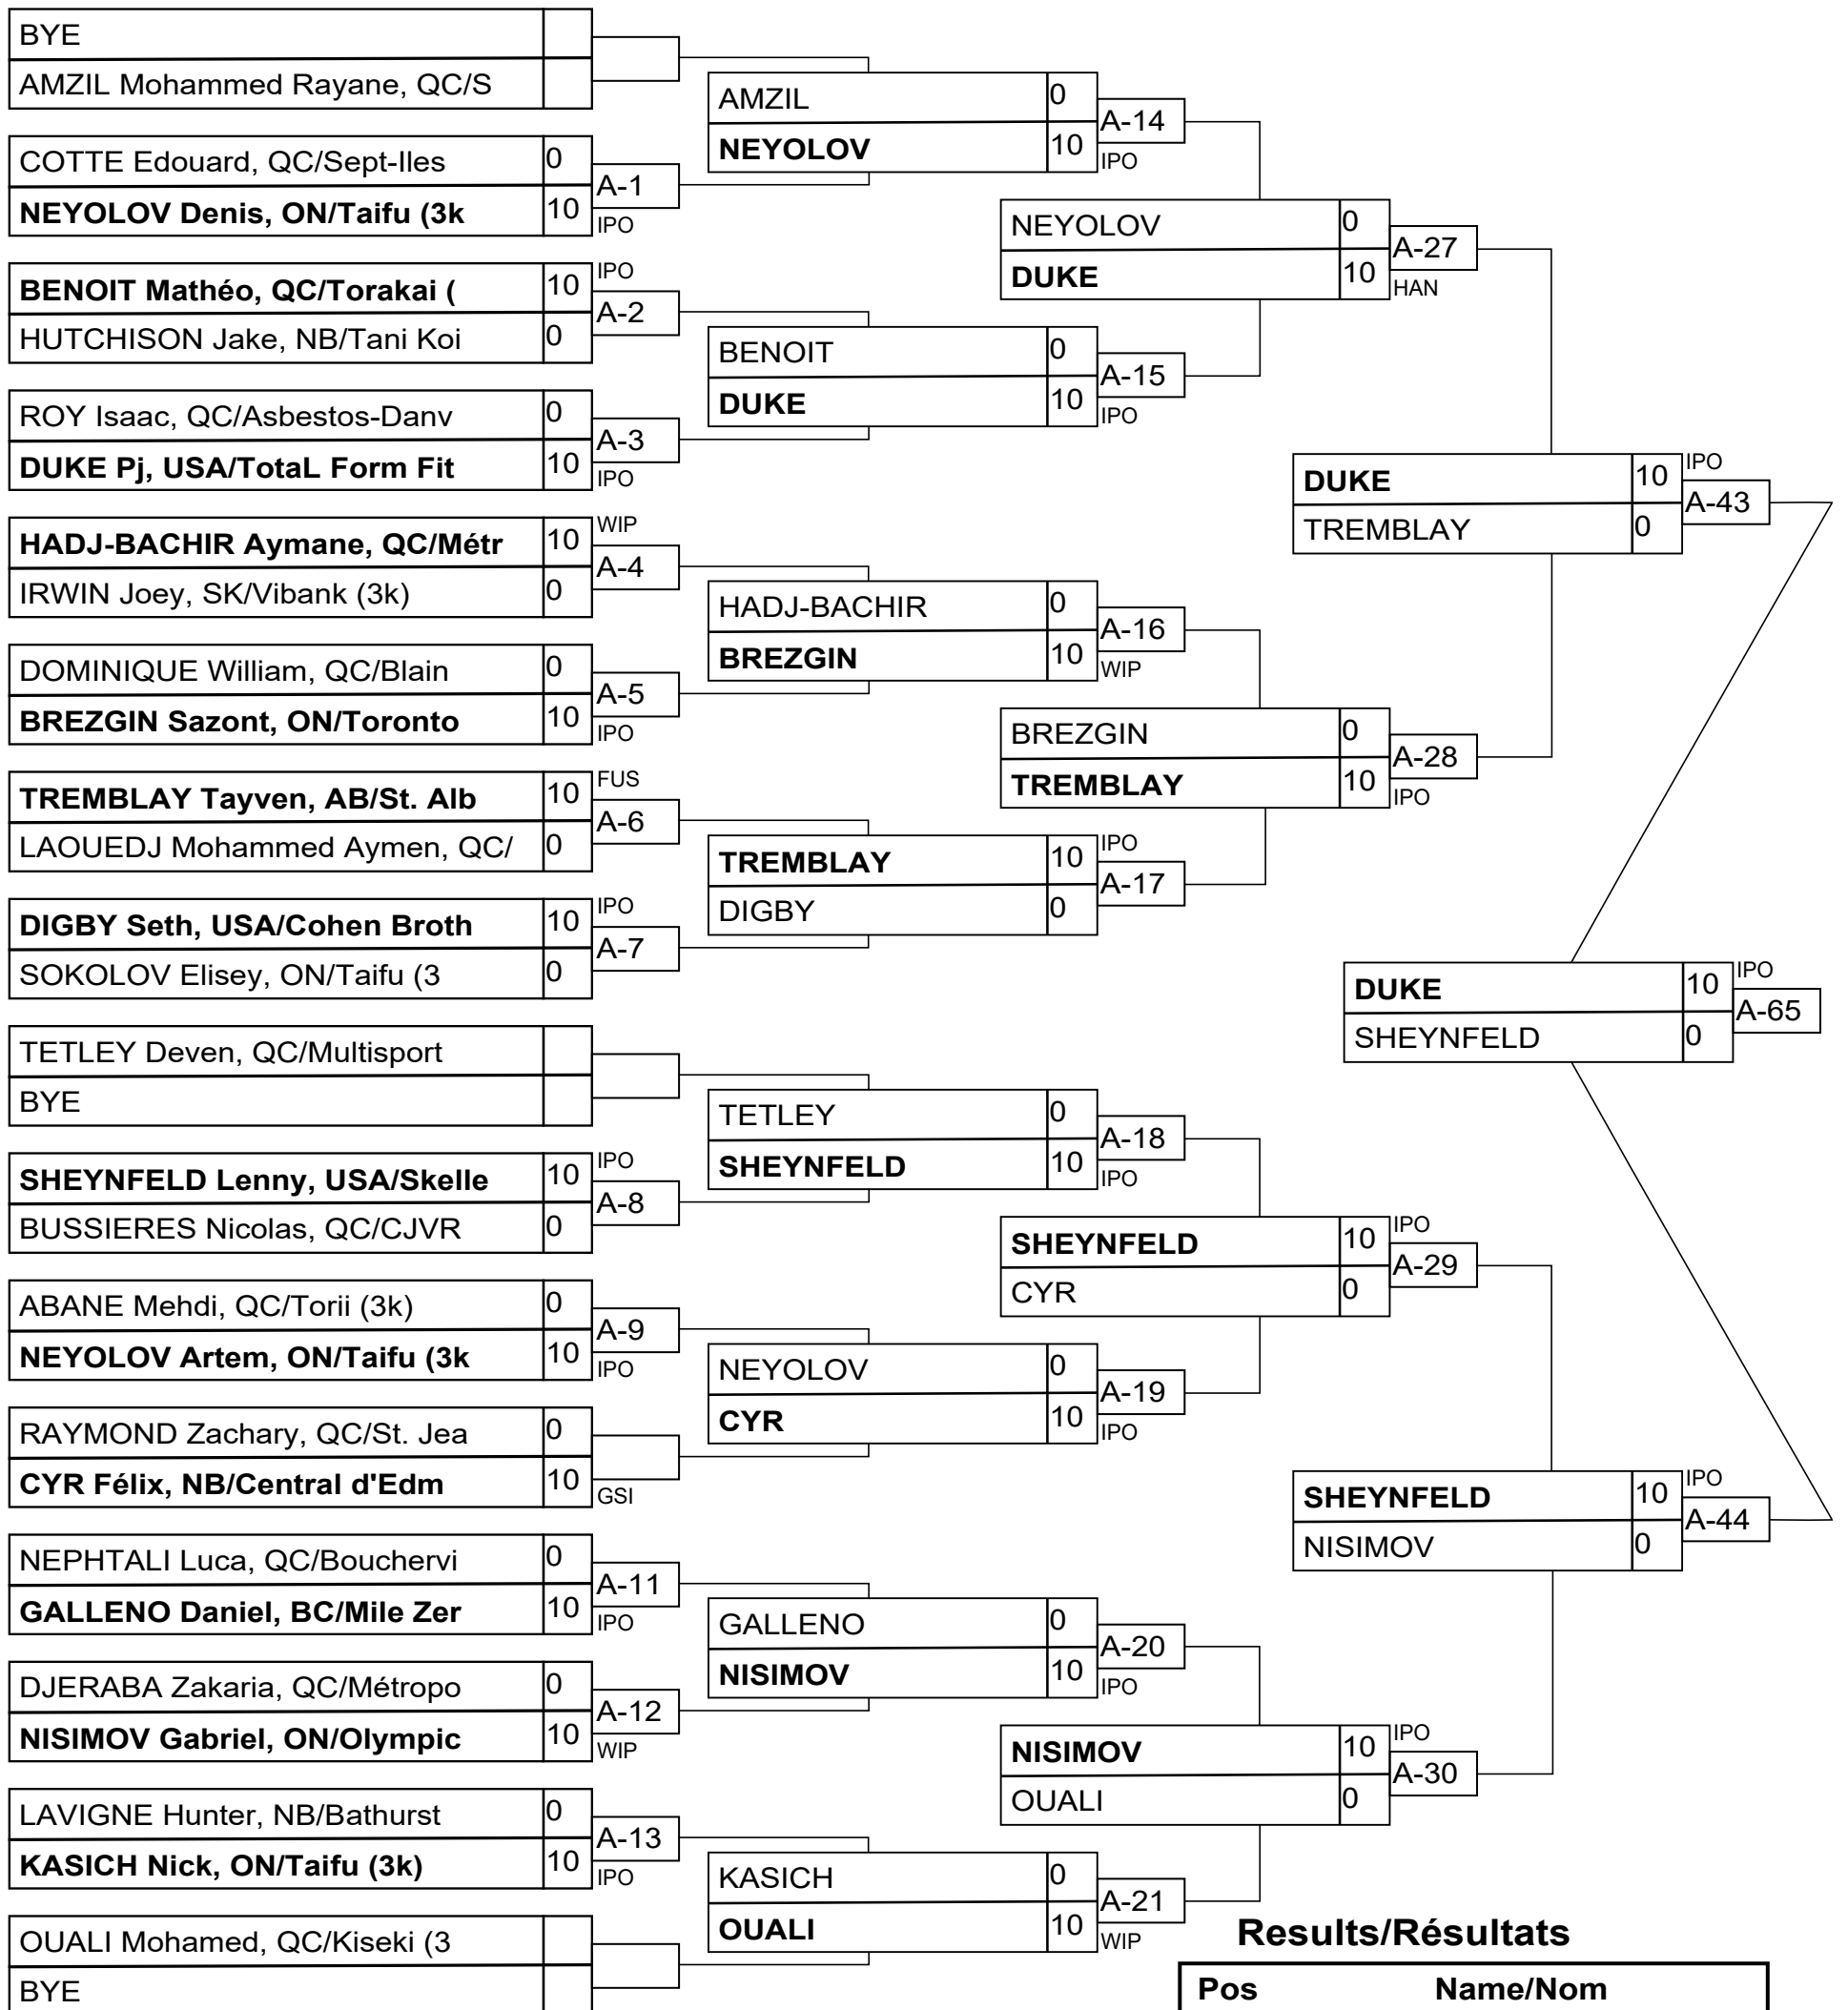 BYE
AMZIL Mohammed Rayane, QC/S
COTTE Edouard, QC/Sept-Iles 0
A-1
NEYOLOV Denis, ON/Taifu (3k 10
IPO
IPO
BENOIT Mathéo, QC/Torakai ( 10
A-2
HUTCHISON Jake, NB/Tani Koi 0
ROY Isaac, QC/Asbestos-Danv 0
A-3
DUKE Pj, USA/TotaL Form Fit 10
IPO
WIP
HADJ-BACHIR Aymane, QC/Métr 10
A-4
IRWIN Joey, SK/Vibank (3k) 0
DOMINIQUE William, QC/Blain 0
A-5
BREZGIN Sazont, ON/Toronto 10
IPO
FUS
TREMBLAY Tayven, AB/St. Alb 10
A-6
LAOUEDJ Mohammed Aymen, QC/ 0
IPO
DIGBY Seth, USA/Cohen Broth 10
A-7
SOKOLOV Elisey, ON/Taifu (3 0
TETLEY Deven, QC/Multisport
BYE
IPO
SHEYNFELD Lenny, USA/Skelle 10
A-8
BUSSIERES Nicolas, QC/CJVR 0
ABANE Mehdi, QC/Torii (3k) 0
A-9
NEYOLOV Artem, ON/Taifu (3k 10
IPO
RAYMOND Zachary, QC/St. Jea 0
CYR Félix, NB/Central d'Edm 10
GSI
NEPHTALI Luca, QC/Bouchervi 0
A-11
GALLENO Daniel, BC/Mile Zer 10
IPO
DJERABA Zakaria, QC/Métropo 0
A-12
NISIMOV Gabriel, ON/Olympic 10
WIP
LAVIGNE Hunter, NB/Bathurst 0
A-13
KASICH Nick, ON/Taifu (3k) 10
IPO
OUALI Mohamed, QC/Kiseki (3
BYE
AMZIL 0
A-14
NEYOLOV 10
IPO
BENOIT 0
A-15
DUKE 10
IPO
HADJ-BACHIR 0
A-16
BREZGIN 10
WIP
IPO
TREMBLAY 10
A-17
DIGBY 0
TETLEY 0
A-18
SHEYNFELD 10
IPO
NEYOLOV 0
A-19
CYR 10
IPO
GALLENO 0
A-20
NISIMOV 10
IPO
KASICH 0
A-21
OUALI 10
WIP
NEYOLOV 0
A-27
DUKE 10
HAN
BREZGIN 0
A-28
TREMBLAY 10
IPO
IPO
SHEYNFELD 10
A-29
CYR 0
IPO
NISIMOV 10
A-30
OUALI 0
IPO
DUKE 10
A-43
TREMBLAY 0
IPO
SHEYNFELD 10
A-44
NISIMOV 0
IPO
DUKE 10
A-65
SHEYNFELD 0
Results/Résultats
Pos Name/Nom